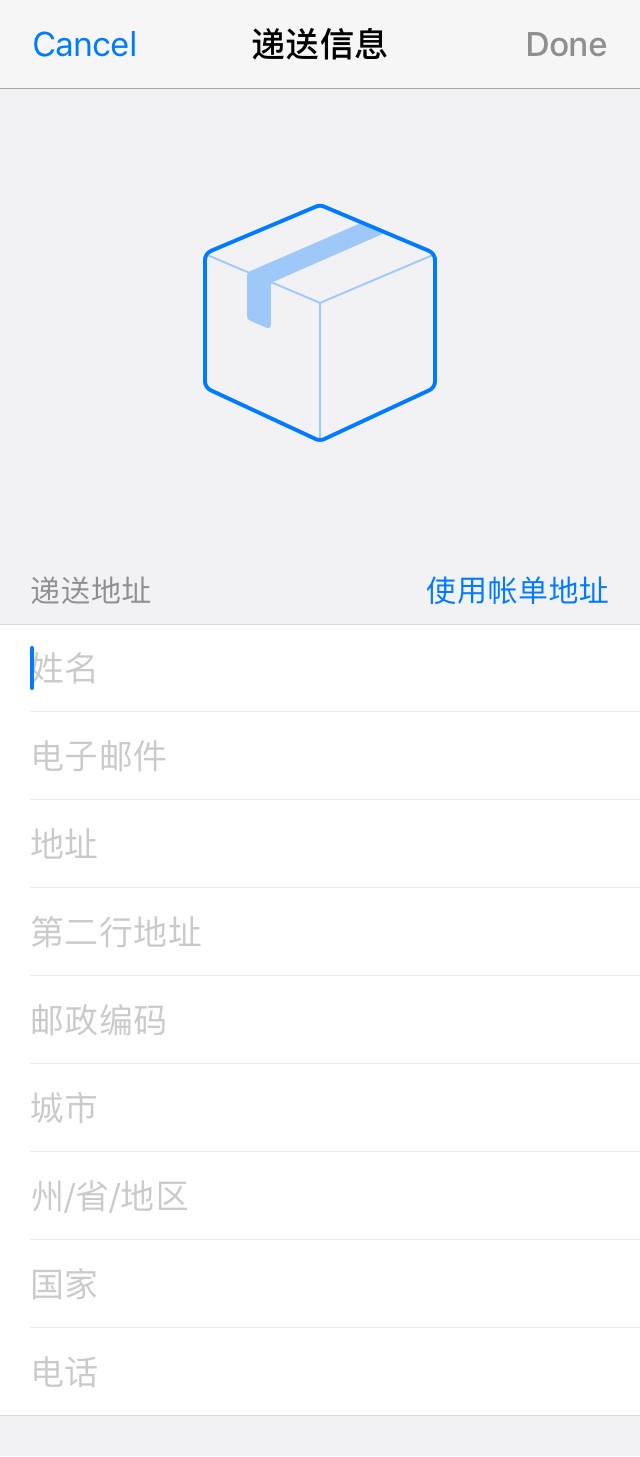 Cancel 递送信息 Done
递送地址 使用帐单地址
姓名
电子邮件
地址
第二行地址
邮政编码
城市
州/省/地区
国家
电话